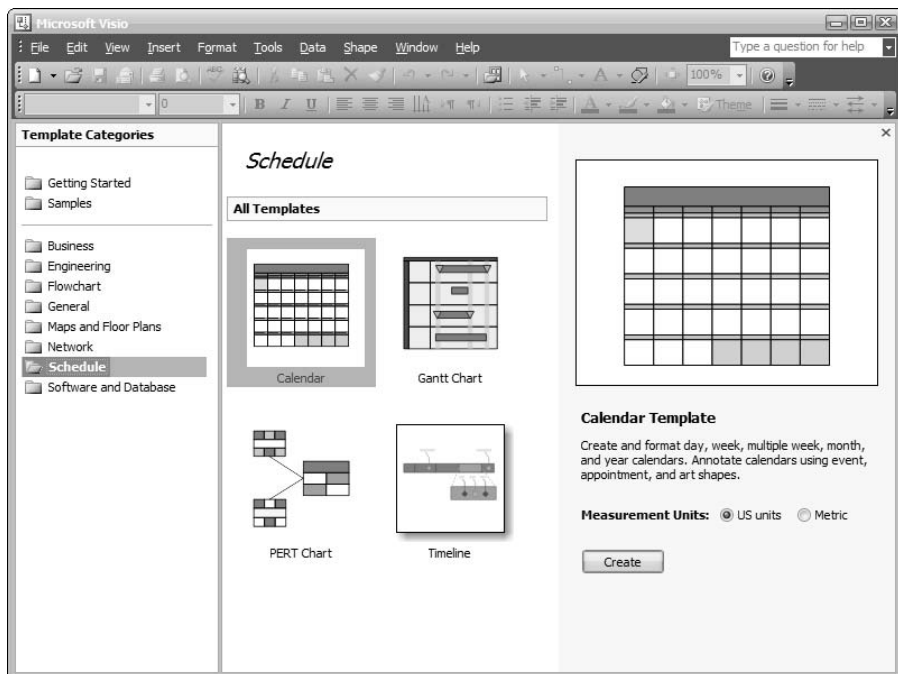 Microsoft Visio
File Edit View Insert Format Tools Data Shape Window Help
Type a question for help
100%
0
B I U
A
Theme
Template Categories
Getting Started
Samples
Business
Engineering
Flowchart
General
Maps and Floor Plans
Network
Schedule
Software and Database
Schedule
All Templates
Calendar
Gantt Chart
PERT Chart
Timeline
Calendar Template
Create and format day, week, multiple week, month,
and year calendars. Annotate calendars using event,
appointment, and art shapes.
Measurement Units: US units Metric
Create